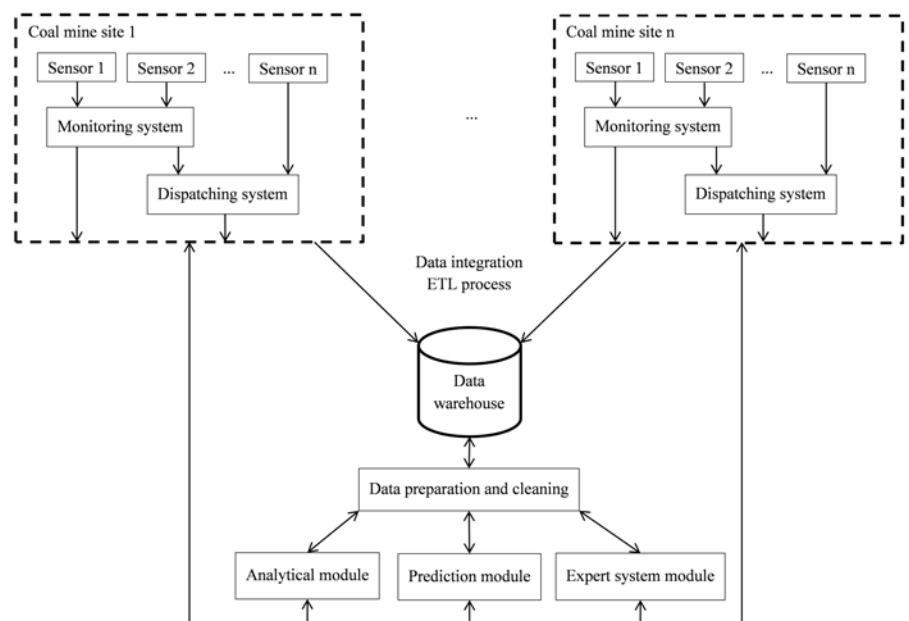 Coal mine site 1
Sensor 1
Sensor 2
...
Sensor n
Monitoring system
Dispatching system
...
Coal mine site n
Sensor 1
Sensor 2
...
Sensor n
Monitoring system
Dispatching system
Data integration
ETL process
Data
warehouse
Data preparation and cleaning
Analytical module
Prediction module
Expert system module